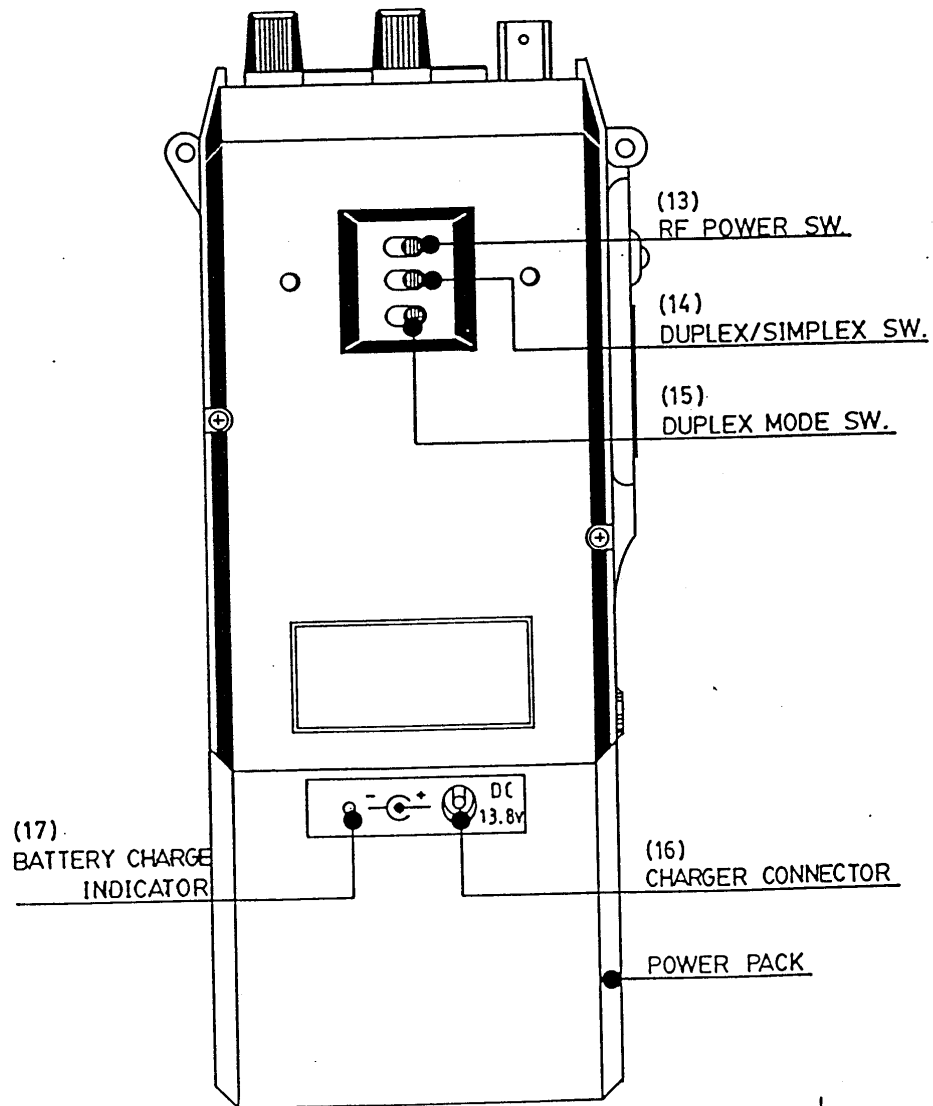 (13)
RF POWER SW.
(14)
DUPLEX/SIMPLEX SW.
(15)
DUPLEX MODE SW.
- + DC
13.8V
(17)
BATTERY CHARGE
INDICATOR
(16)
CHARGER CONNECTOR
POWER PACK